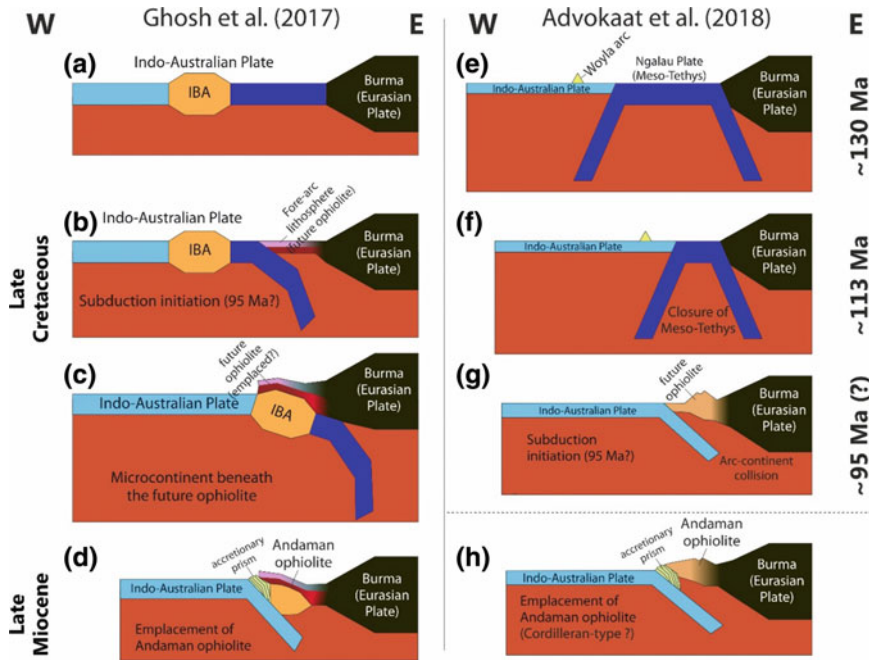 Ghosh et al. (2017)
Advokaat et al. (2018)
W
E
W
E
(a)
Indo-Australian Plate
IBA
Burma
(Eurasian
Plate)
(b)
Indo-Australian Plate
IBA
Fore-arc
lithosphere
future ophiolite)
Burma
(Eurasian
Plate)
Subduction initiation (95 Ma?)
Late
Cretaceous
(c)
future
ophiolite
(emplaced?)
Indo-Australian Plate
IBA
Burma
(Eurasian
Plate)
Microcontinent beneath
the future ophiolite
(d)
accretionary
prism
Andaman
ophiolite
Indo-Australian Plate
Burma
(Eurasian
Plate)
Emplacement of
Andaman ophiolite
Late
Miocene
(e)
Woyla arc
Ngalau Plate
(Meso-Tethys)
Indo-Australian Plate
Burma
(Eurasian
Plate)
~130 Ma
(f)
Indo-Australian Plate
Burma
(Eurasian
Plate)
Closure of
Meso-Tethys
~113 Ma
(g)
future
ophiolite
Indo-Australian Plate
Burma
(Eurasian
Plate)
Subduction
initiation (95 Ma?)
Arc-continent
collision
~95 Ma (?)
(h)
accretionary
prism
Andaman
ophiolite
Indo-Australian Plate
Burma
(Eurasian
Plate)
Emplacement of
Andaman ophiolite
(Cordilleran-type ?)